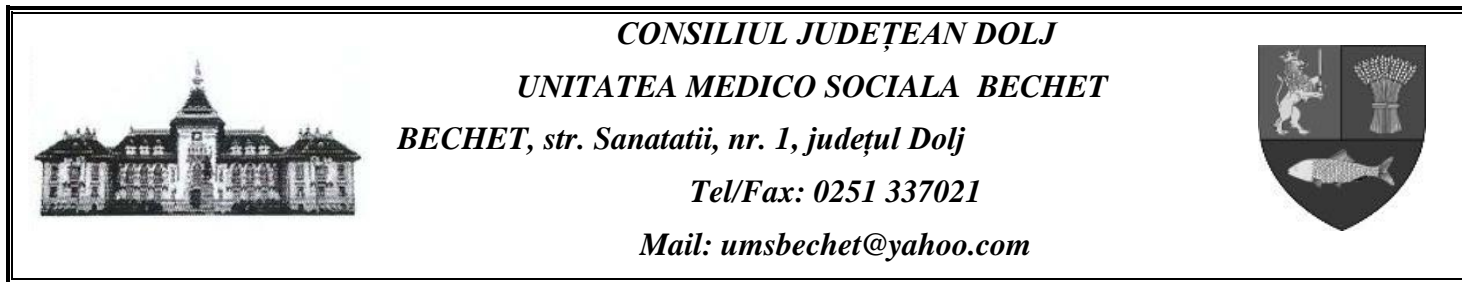 CONSILIUL JUDEȚEAN DOLJ
UNITATEA MEDICO SOCIALA BECHET
BECHET, str. Sanatatii, nr. 1, județul Dolj
Tel/Fax: 0251 337021
Mail: umsbechet@yahoo.com